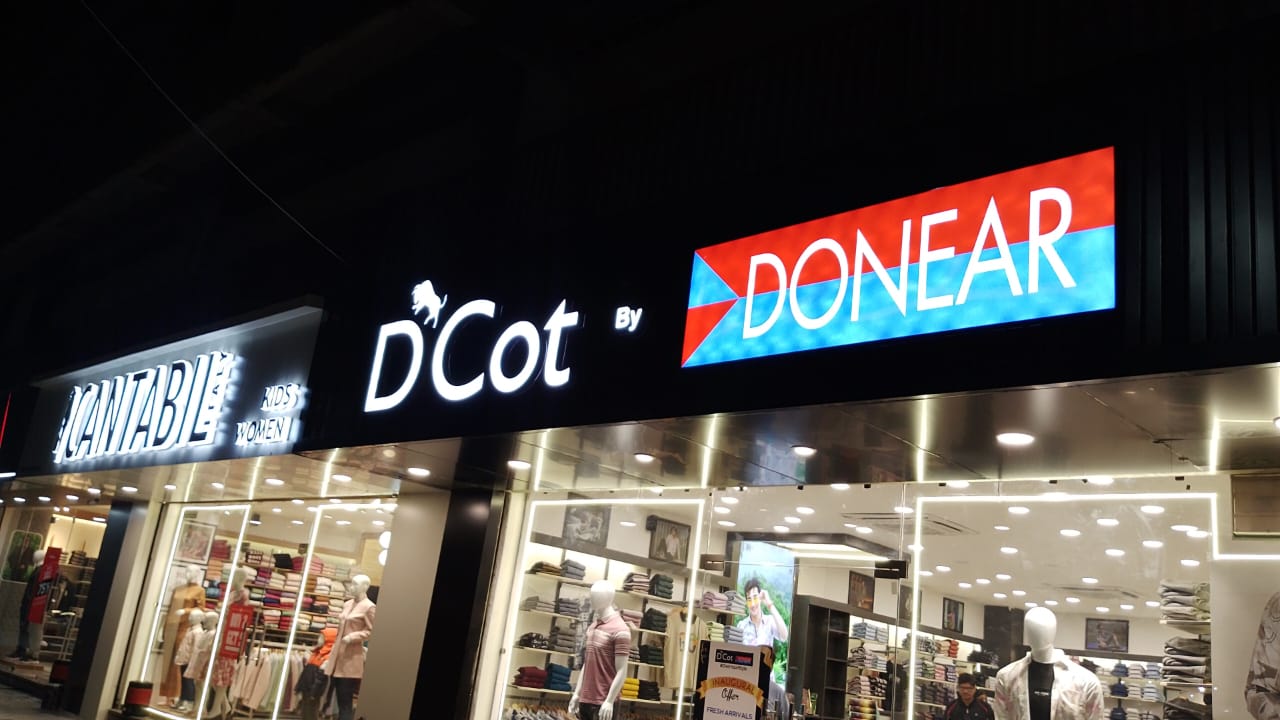 CANTABIL
KIDS
WOMEN
D'Cot
By
DONEAR
D'Cot
INAUGURAL
Offer
FRESH ARRIVALS